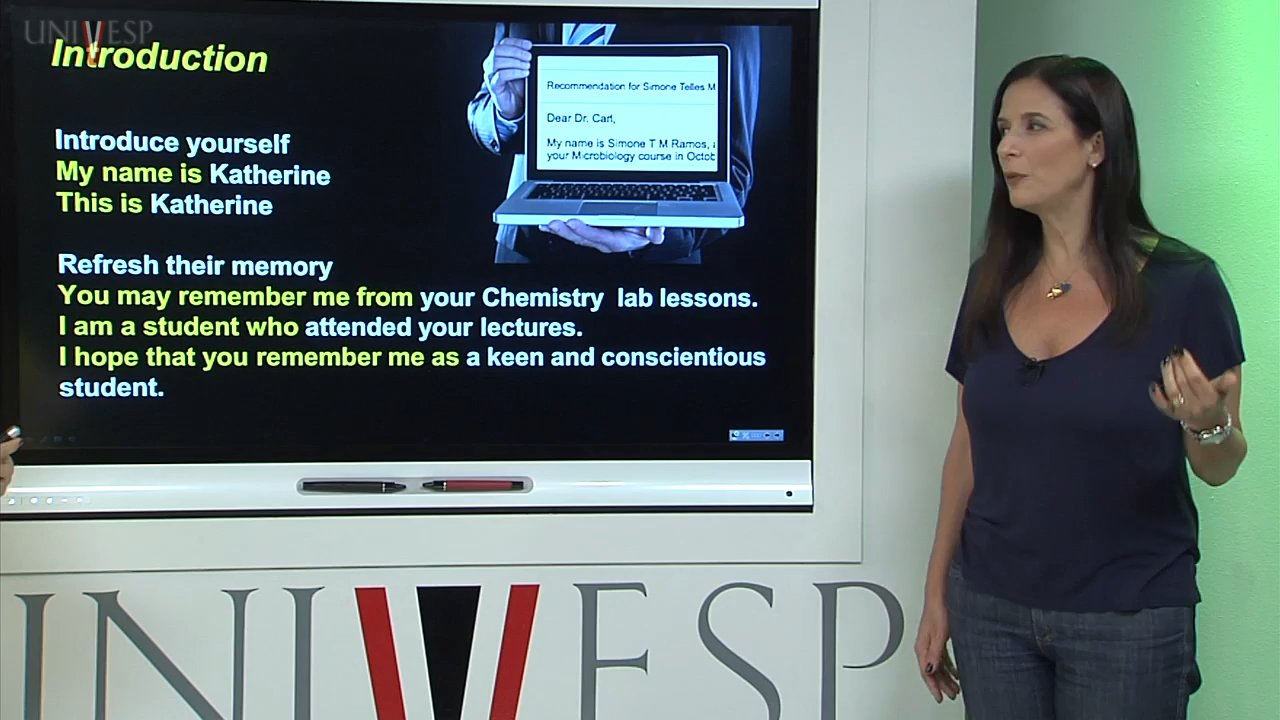 UNIVESP
Introduction
Recommendation for Simone Telles M
Dear Dr. Carl,
My name is Simone T M Ramos,
your Microbiology course in Octob
Introduce yourself
My name is Katherine
This is Katherine
Refresh their memory
You may remember me from your Chemistry lab lessons.
I am a student who attended your lectures.
I hope that you remember me as a keen and conscientious
student.
UNIVESP